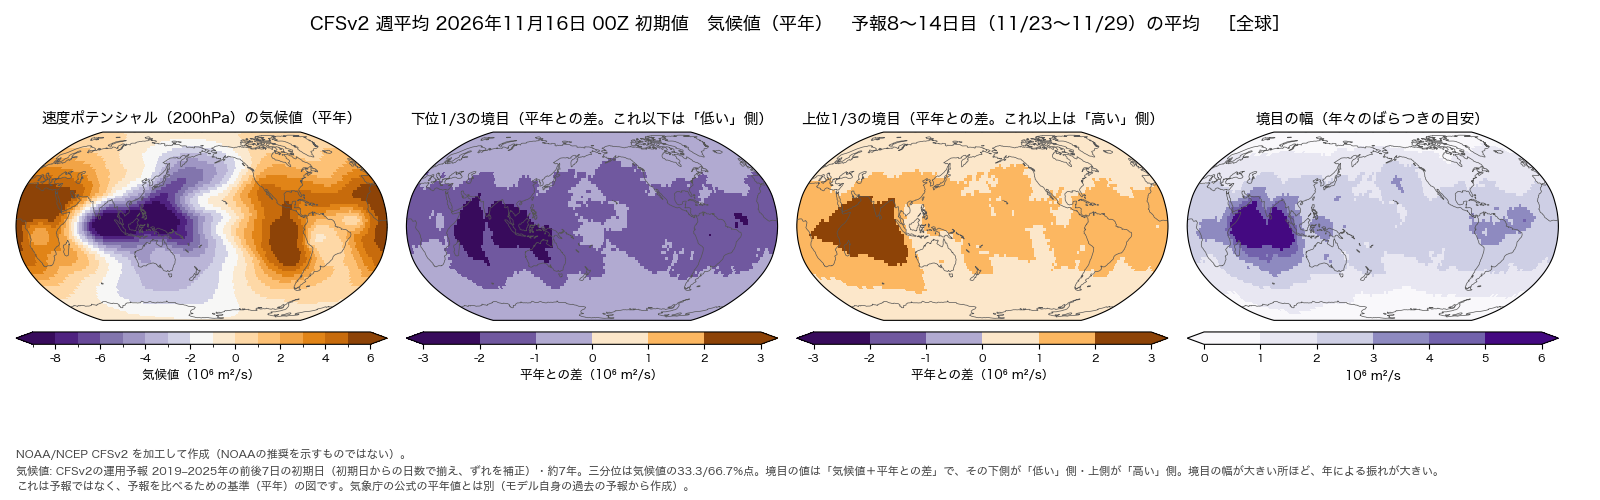 CFSv2 週平均 2026年11月16日 00Z 初期値　気候値（平年）　予報8〜14日目（11/23〜11/29）の平均　［全球］
速度ポテンシャル（200hPa）の気候値（平年）
下位1/3の境目（平年との差。これ以下は「低い」側）
上位1/3の境目（平年との差。これ以上は「高い」側）
境目の幅（年々のばらつきの目安）
-8 -6 -4 -2 0 2 4 6
-3 -2 -1 0 1 2 3
-3 -2 -1 0 1 2 3
0 1 2 3 4 5 6
気候値（10⁶ m²/s）
平年との差（10⁶ m²/s）
平年との差（10⁶ m²/s）
10⁶ m²/s
NOAA/NCEP CFSv2 を加工して作成（NOAAの推奨を示すものではない）。
気候値: CFSv2の運用予報 2019–2025年の前後7日の初期日（初期日からの日数で揃え、ずれを補正）・約7年。三分位は気候値の33.3/66.7%点。境目の値は「気候値＋平年との差」で、その下側が「低い」側・上側が「高い」側。境目の幅が大きい所ほど、年による振れが大きい。
これは予報ではなく、予報を比べるための基準（平年）の図です。気象庁の公式の平年値とは別（モデル自身の過去の予報から作成）。